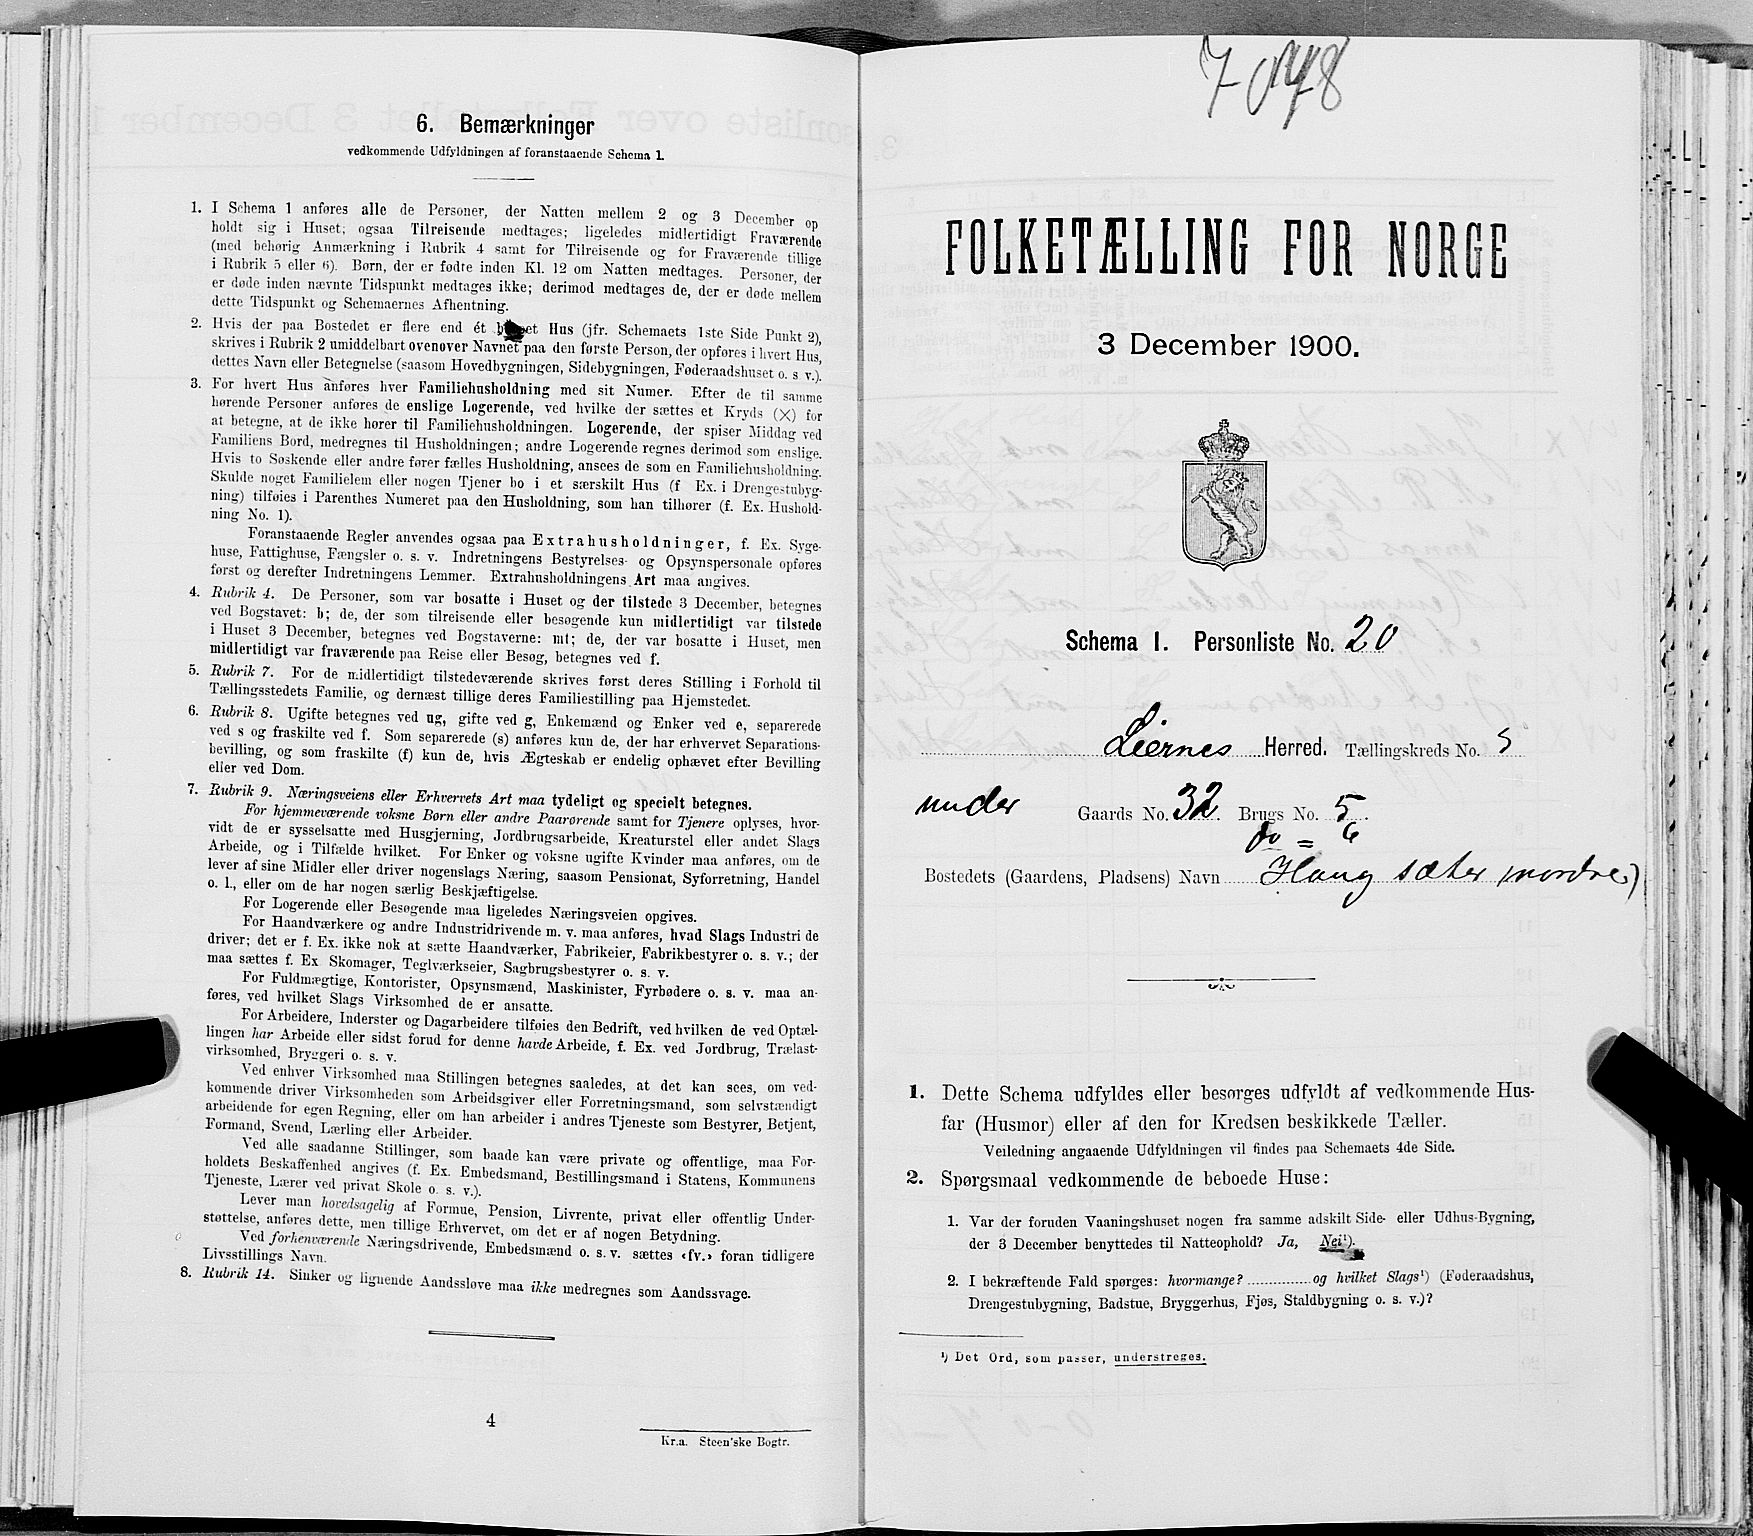 6. Bemærkninger
vedkommende Udfyldningen af foranstaaende Schema 1.
1. I Schema 1 anføres alle de Personer, der Natten mellem 2 og 3 December op
holdt sig i Huset; ogsaa Tilreisende medtages; ligeledes midlertidigt Fraværende
(med behørig Anmærkning i Rubrik 4 samt for Tilreisende og for Fraværende tillige
i Rubrik 5 eller 6). Børn, der er fødte inden Kl. 12 om Natten medtages. Personer, der
er døde inden nævnte Tidspunkt medtages ikke; derimod medtages de, der er døde mellem
dette Tidspunkt og Schemaernes Afhentning.
2. Hvis der paa Bostedet er flere end ét Hus (jfr. Schemaets 1ste Side Punkt 2),
skrives i Rubrik 2 umiddelbart ovenover Navnet paa den første Person, der opføres i hvert Hus,
dettes Navn eller Betegnelse (saasom Hovedbygningen, Sidebygningen, Føderaadshuset o. s v.).
3. For hvert Hus anføres hver Familiehusholdning med sit Numer. Efter de til samme
hørende Personer anføres de enslige Logerende, ved hvilke der sættes et Kryds (×) for
at betegne, at de ikke hører til Familiehusholdningen. Logerende, der spiser Middag ved
Familiens Bord, medregnes til Husholdningen; andre Logerende regnes derimod som enslige.
Hvis to Søskende eller andre fører fælles Husholdning, ansees de som en Familiehusholdning.
Skulde noget Familielem eller nogen Tjener bo i et særskilt Hus (f Ex. i Drengestubyg-
ning) tilføies i Parenthes Numeret paa den Husholdning, som han tilhører (f. Ex. Hushold-
ning No. 1).
Foranstaaende Regler anvendes ogsaa paa Extrahusholdninger, f. Ex. Syge-
huse, Fattighuse, Fængsler o. s. v. Indretningens Bestyrelses- og Opsynspersonale opføres
først og derefter Indretningens Lemmer. Extrahusholdningens Art maa angives.
4. Rubrik 4. De Personer, som var bosatte i Huset og der tilstede 3 December, betegnes
ved Bogstavet: b; de, der som tilreisende eller besøgende kun midlertidigt var tilstede
i Huset 3 December, betegnes ved Bogstaverne: mt; de, der var bosatte i Huset, men
midlertidigt var fraværende paa Reise eller Besøg, betegnes ved f.
5. Rubrik 7. For de midlertidigt tilstedeværende skrives først deres Stilling i Forhold til
Tællingsstedets Familie, og dernæst tillige deres Familiestilling paa Hjemstedet.
6. Rubrik 8. Ugifte betegnes ved ug, gifte ved g, Enkemænd og Enker ved e, separerede
ved s og fraskilte ved f. Som separerede (s) anføres kun de, der har erhvervet Separations-
bevilling, og som fraskilte (f) kun de, hvis Ægteskab er endelig ophævet efter Bevilling
eller ved Dom.
7. Rubrik 9. Næringsveiens eller Erhvervets Art maa tydeligt og specielt betegnes.
For hjemmeværende voksne Børn eller andre Paarørende samt for Tjenere oplyses, hvor-
vidt de er sysselsatte med Husgjerning, Jordbrugsarbeide, Kreaturstel eller andet Slags
Arbeide, og i Tilfælde hvilket. For Enker og voksne ugifte Kvinder maa anføres, om de
lever af sine Midler eller driver nogenslags Næring, saasom Pensionat, Syforretning, Handel
o. l., eller om de har nogen særlig Beskjæftigelse.
For Logerende eller Besøgende maa ligeledes Næringsveien opgives.
For Haandværkere og andre Industridrivende m. v. maa anføres, hvad Slags Industri de
driver; det er f. Ex. ikke nok at sætte Haandværker, Fabrikeier, Fabrikbestyrer o. s. v.; der
maa sættes f. Ex Skomager, Teglværkseier, Sagbrugsbestyrer o. s. v.
For Fuldmægtige, Kontorister, Opsynsmænd, Maskinister, Fyrbødere o. s. v. maa an-
føres, ved hvilket Slags Virksomhed de er ansatte.
For Arbeidere, Inderster og Dagarbeidere tilføies den Bedrift, ved hvilken de ved Optæl-
lingen har Arbeide eller sidst forud for denne havde Arbeide, f. Ex. ved Jordbrug, Trælast-
virksomhed, Bryggeri o. s. v.
Ved enhver Virksomhed maa Stillingen betegnes saaledes, at det kan sees, om ved-
kommende driver Virksomheden som Arbeidsgiver eller Forretningsmand, som selvstændigt
arbeidende for egen Regning, eller om han arbeider i andres Tjeneste som Bestyrer, Betjent,
Formand, Svend, Lærling eller Arbeider.
Ved alle saadanne Stillinger, som baade kan være private og offentlige, maa For-
holdets Beskaffenhed angives (f. Ex. Embedsmand, Bestillingsmand i Statens, Kommunens
Tjeneste, Lærer ved privat Skole o. s. v.).
Lever man hovedsagelig af Formue, Pension, Livrente, privat eller offentlig Under-
støttelse, anføres dette, men tillige Erhvervet, om det er af nogen Betydning.
Ved forhenværende Næringsdrivende, Embedsmænd o. s. v. sættes «fv.» foran tidligere
Livsstillings Navn.
8. Rubrik 14. Sinker og lignende Aandssløve maa ikke medregnes som Aandssvage.
4
Kr.a. Steen'ske Bogtr.
FOLKETÆLLING FOR NORGE
3 December 1900.
Schema 1. Personliste No. 20
Liernes Herred. Tællingskreds No. 5
under Gaards No. 32. Brugs No. 5.
do = 6
Bostedets (Gaardens, Pladsens) Navn Haugsæter (nordre)
1. Dette Schema udfyldes eller besørges udfyldt af vedkommende Hus-
far (Husmor) eller af den for Kredsen beskikkede Tæller.
Veiledning angaaende Udfyldningen vil findes paa Schemaets 4de Side.
2. Spørgsmaal vedkommende de beboede Huse:
1. Var der foruden Vaaningshuset nogen fra samme adskilt Side- eller Udhus-Bygning,
der 3 December benyttedes til Natteophold? Ja, Nei¹).
2. I bekræftende Fald spørges: hvormange? og hvilket Slags¹) (Føderaadshus,
Drengestubygning, Badstue, Bryggerhus, Fjøs, Staldbygning o. s. v.)?
¹) Det Ord, som passer, understreges.